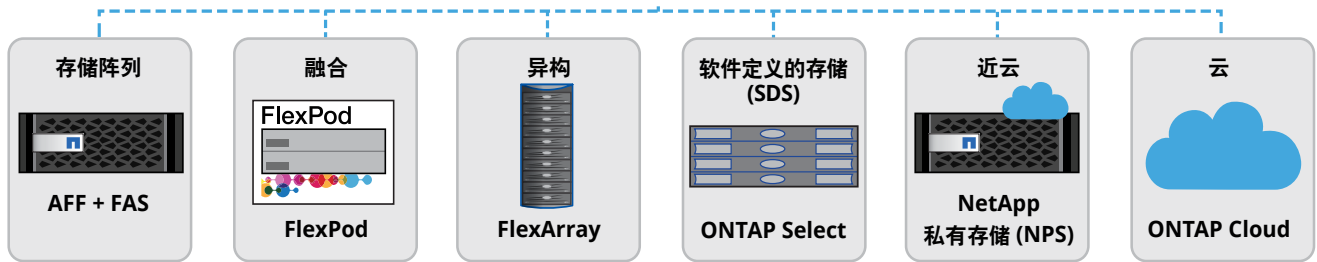 存储阵列
AFF + FAS
融合
FlexPod
FlexPod
异构
FlexArray
软件定义的存储
(SDS)
ONTAP Select
近云
NetApp
私有存储 (NPS)
云
ONTAP Cloud